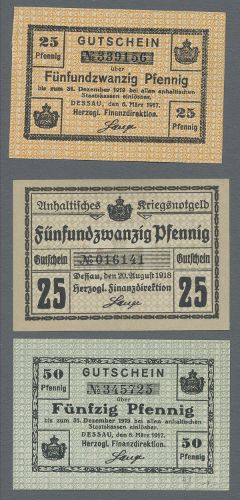 25 GUTSCHEIN
Pfennig № 339156
über
Fünfundzwanzig Pfennig
bis zum 31. Dezember 1919 bei allen anhaltischen
Staatskassen einlösbar.
DESSAU, den 6. März 1917.
Herzogl. Finanzdirektion.
25
Pfennig
Anhaltisches Kriegsnotgeld
Fünfundzwanzig Pfennig
Gutschein № 016141 Gutschein
25 Dessau, den 20. August 1918 25
Herzogl. Finanzdirektion
50 GUTSCHEIN
Pfennig № 345725
über
Fünfzig Pfennig
bis zum 31. Dezember 1919 bei allen anhaltischen
Staatskassen einlösbar.
DESSAU, den 6. März 1917.
Herzogl. Finanzdirektion.
50
Pfennig